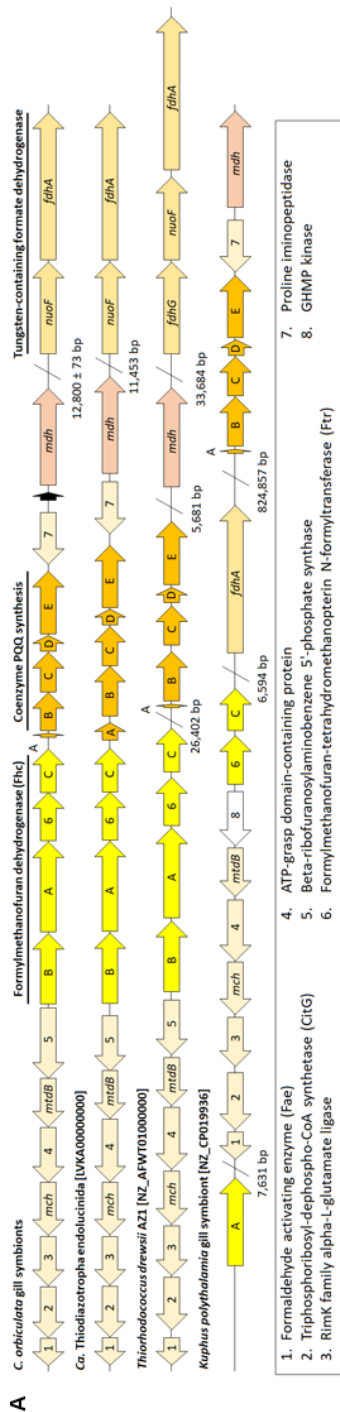 A
Formylmethanofuran dehydrogenase (Fhc) Coenzyme PQQ synthesis Tungsten-containing formate dehydrogenase
C. orbiculata gill symbionts
1 2 3 mch 4 mtdB 5 B A 6 C A B C D E 7 mdh nuoF fdhA
12,800 ± 73 bp
Ca. Thiodiazotropha endolucinida [LVKA00000000]
1 2 3 mch 4 mtdB 5 B A 6 C A B C D E 7 mdh nuoF fdhA
11,453 bp
Thiorhodococcus drewsii AZ1 [NZ_AFWT01000000]
1 2 3 mch 4 mtdB 5 B A 6 C A B C D E mdh fdhG nuoF fdhA
26,402 bp 5,681 bp 33,684 bp
Kuphus polythalamia gill symbiont [NZ_CP019936]
A 1 2 3 mch 4 mtdB 8 6 C fdhA A B C D E 7 mdh
7,631 bp 6,594 bp 824,857 bp
1. Formaldehyde activating enzyme (Fae)
2. Triphosphoribosyl-dephospho-CoA synthetase (CitG)
3. RimK family alpha-L-glutamate ligase
4. ATP-grasp domain-containing protein
5. Beta-ribofuranosylaminobenzene 5'-phosphate synthase
6. Formylmethanofuran-tetrahydromethanopterin N-formyltransferase (Ftr)
7. Proline iminopeptidase
8. GHMP kinase